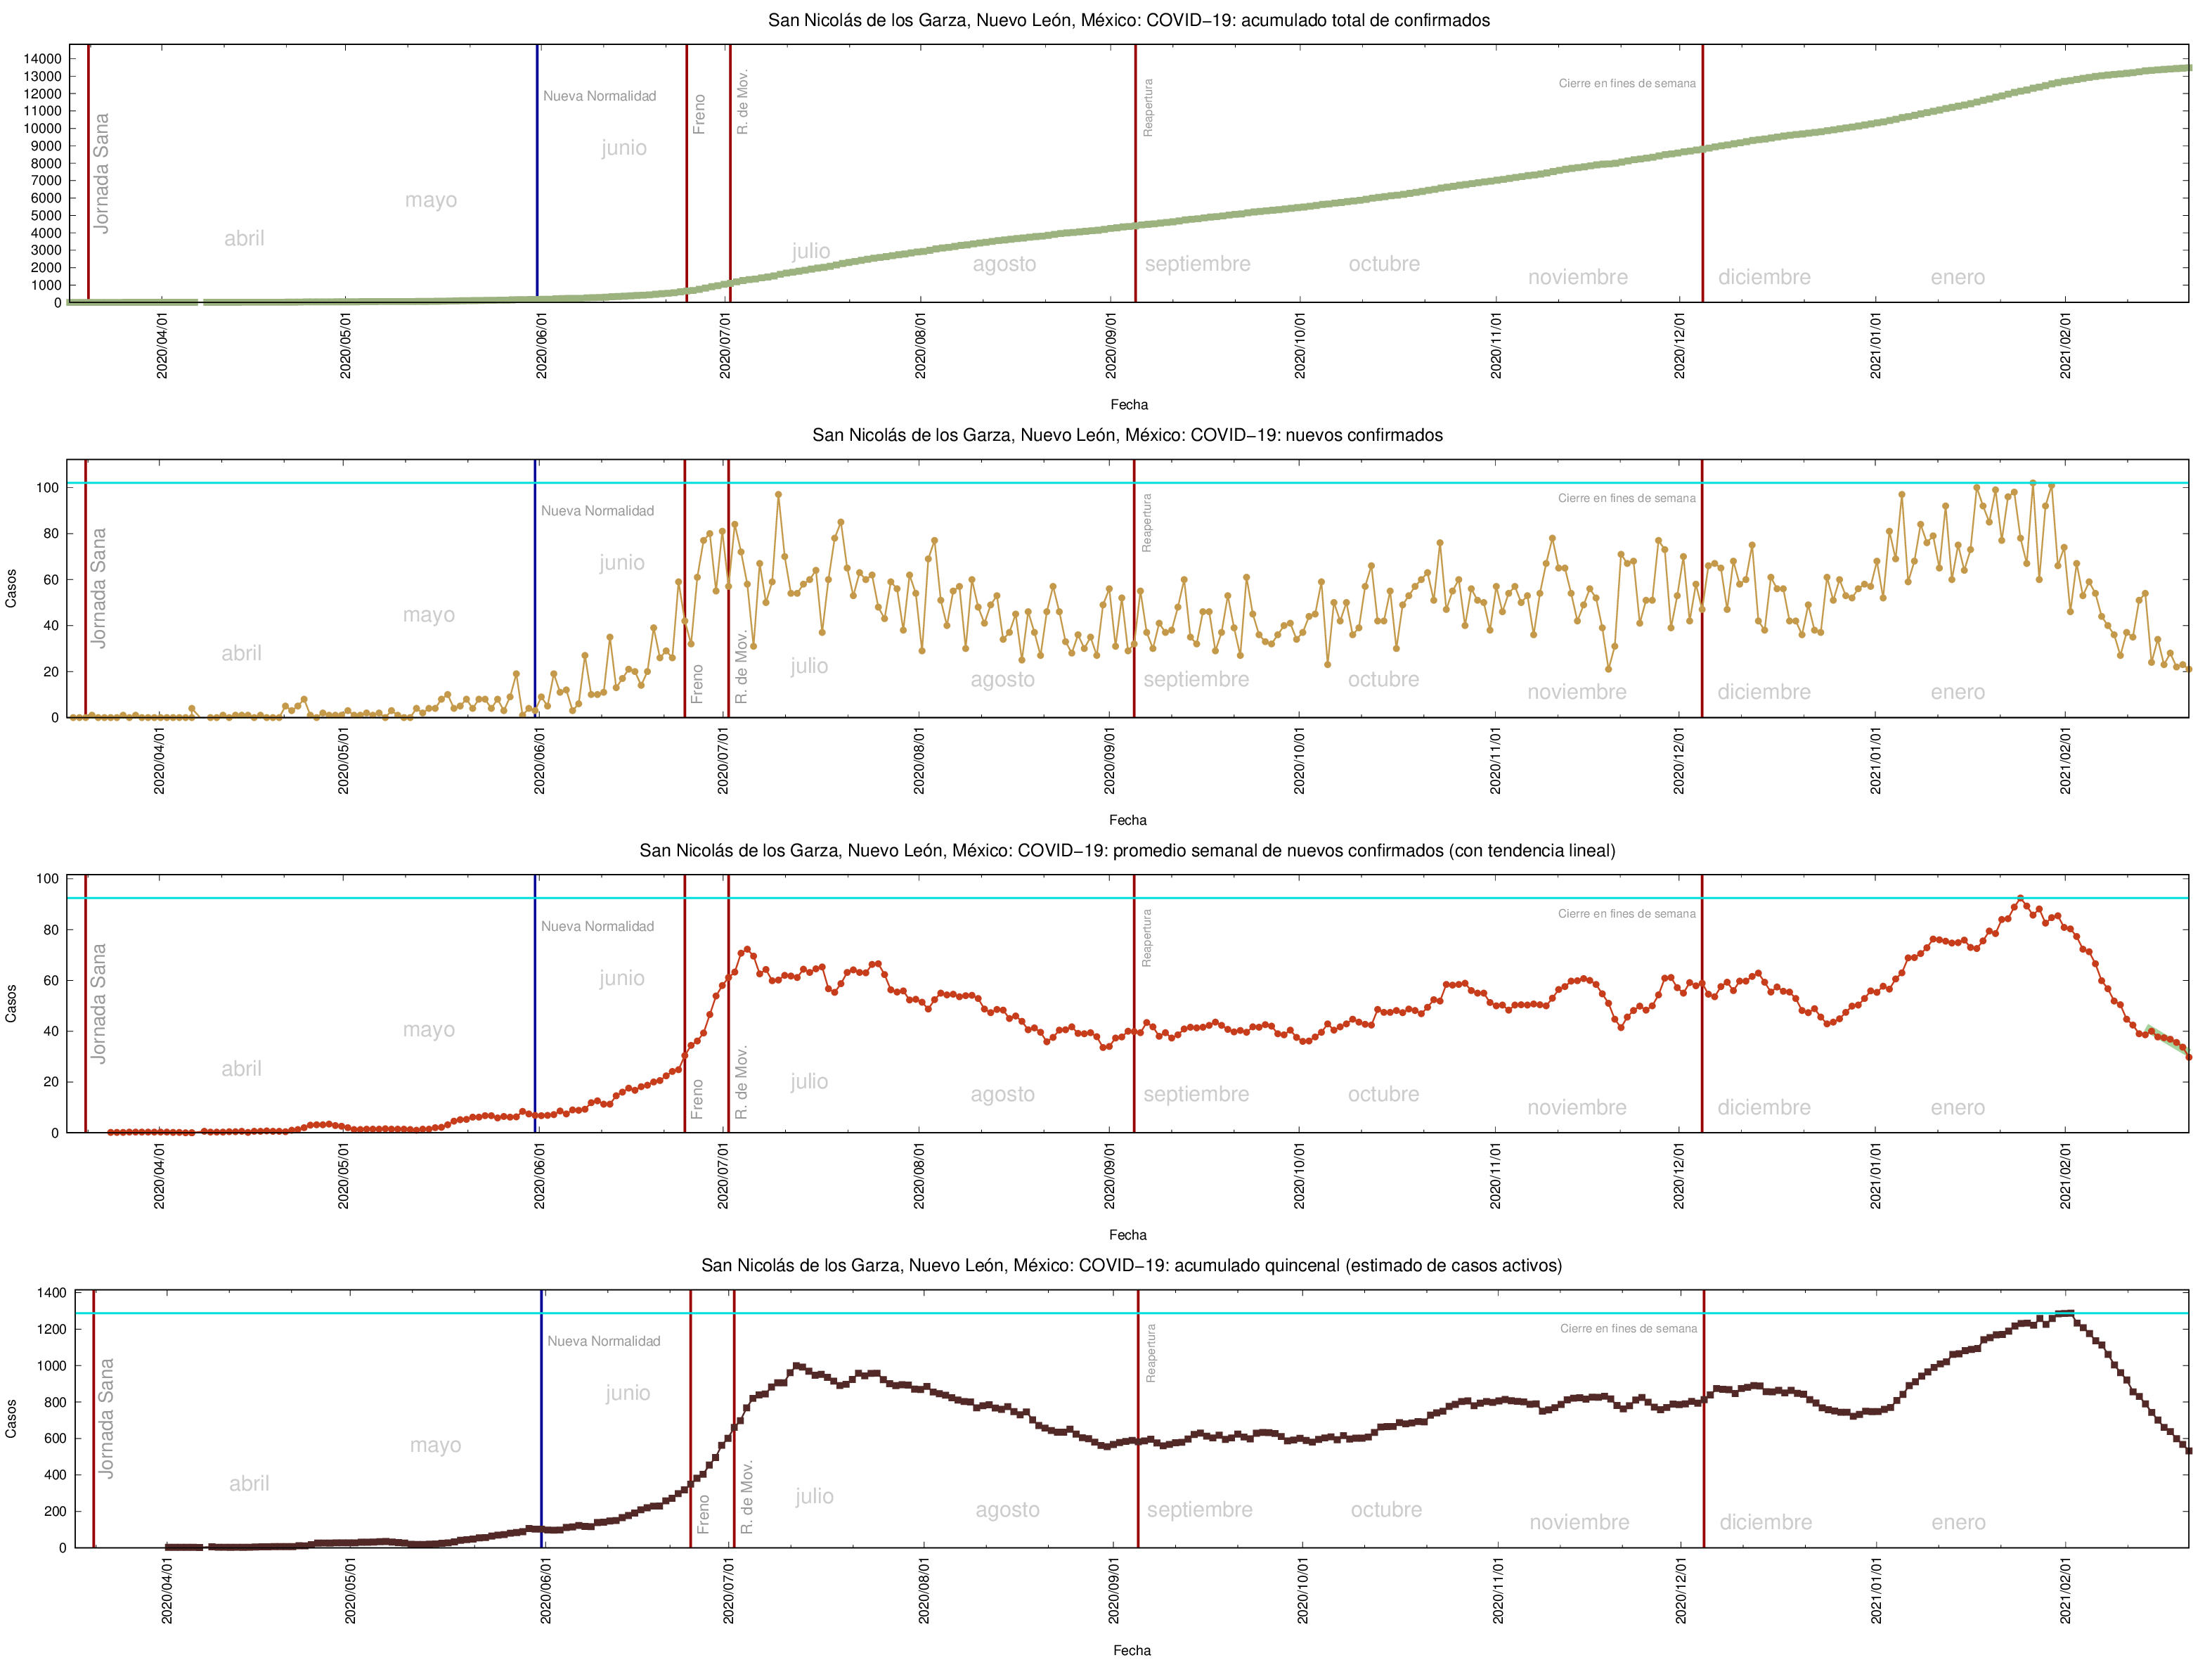 San Nicolás de los Garza, Nuevo León, México: COVID−19: acumulado total de confirmados
14000
13000
12000
11000
10000
9000
8000
7000
6000
5000
4000
3000
2000
1000
0
Jornada Sana
abril
mayo
Nueva Normalidad
junio
Freno
R. de Mov.
julio
agosto
Reapertura
septiembre
octubre
noviembre
Cierre en fines de semana
diciembre
enero
2020/04/01
2020/05/01
2020/06/01
2020/07/01
2020/08/01
2020/09/01
2020/10/01
2020/11/01
2020/12/01
2021/01/01
2021/02/01
Fecha
San Nicolás de los Garza, Nuevo León, México: COVID−19: nuevos confirmados
Casos
100
80
60
40
20
0
Jornada Sana
abril
mayo
Nueva Normalidad
junio
Freno
R. de Mov.
julio
agosto
Reapertura
septiembre
octubre
noviembre
Cierre en fines de semana
diciembre
enero
2020/04/01
2020/05/01
2020/06/01
2020/07/01
2020/08/01
2020/09/01
2020/10/01
2020/11/01
2020/12/01
2021/01/01
2021/02/01
Fecha
San Nicolás de los Garza, Nuevo León, México: COVID−19: promedio semanal de nuevos confirmados (con tendencia lineal)
Casos
100
80
60
40
20
0
Jornada Sana
abril
mayo
Nueva Normalidad
junio
Freno
R. de Mov.
julio
agosto
Reapertura
septiembre
octubre
noviembre
Cierre en fines de semana
diciembre
enero
2020/04/01
2020/05/01
2020/06/01
2020/07/01
2020/08/01
2020/09/01
2020/10/01
2020/11/01
2020/12/01
2021/01/01
2021/02/01
Fecha
San Nicolás de los Garza, Nuevo León, México: COVID−19: acumulado quincenal (estimado de casos activos)
Casos
1400
1200
1000
800
600
400
200
0
Jornada Sana
abril
mayo
Nueva Normalidad
junio
Freno
R. de Mov.
julio
agosto
Reapertura
septiembre
octubre
noviembre
Cierre en fines de semana
diciembre
enero
2020/04/01
2020/05/01
2020/06/01
2020/07/01
2020/08/01
2020/09/01
2020/10/01
2020/11/01
2020/12/01
2021/01/01
2021/02/01
Fecha